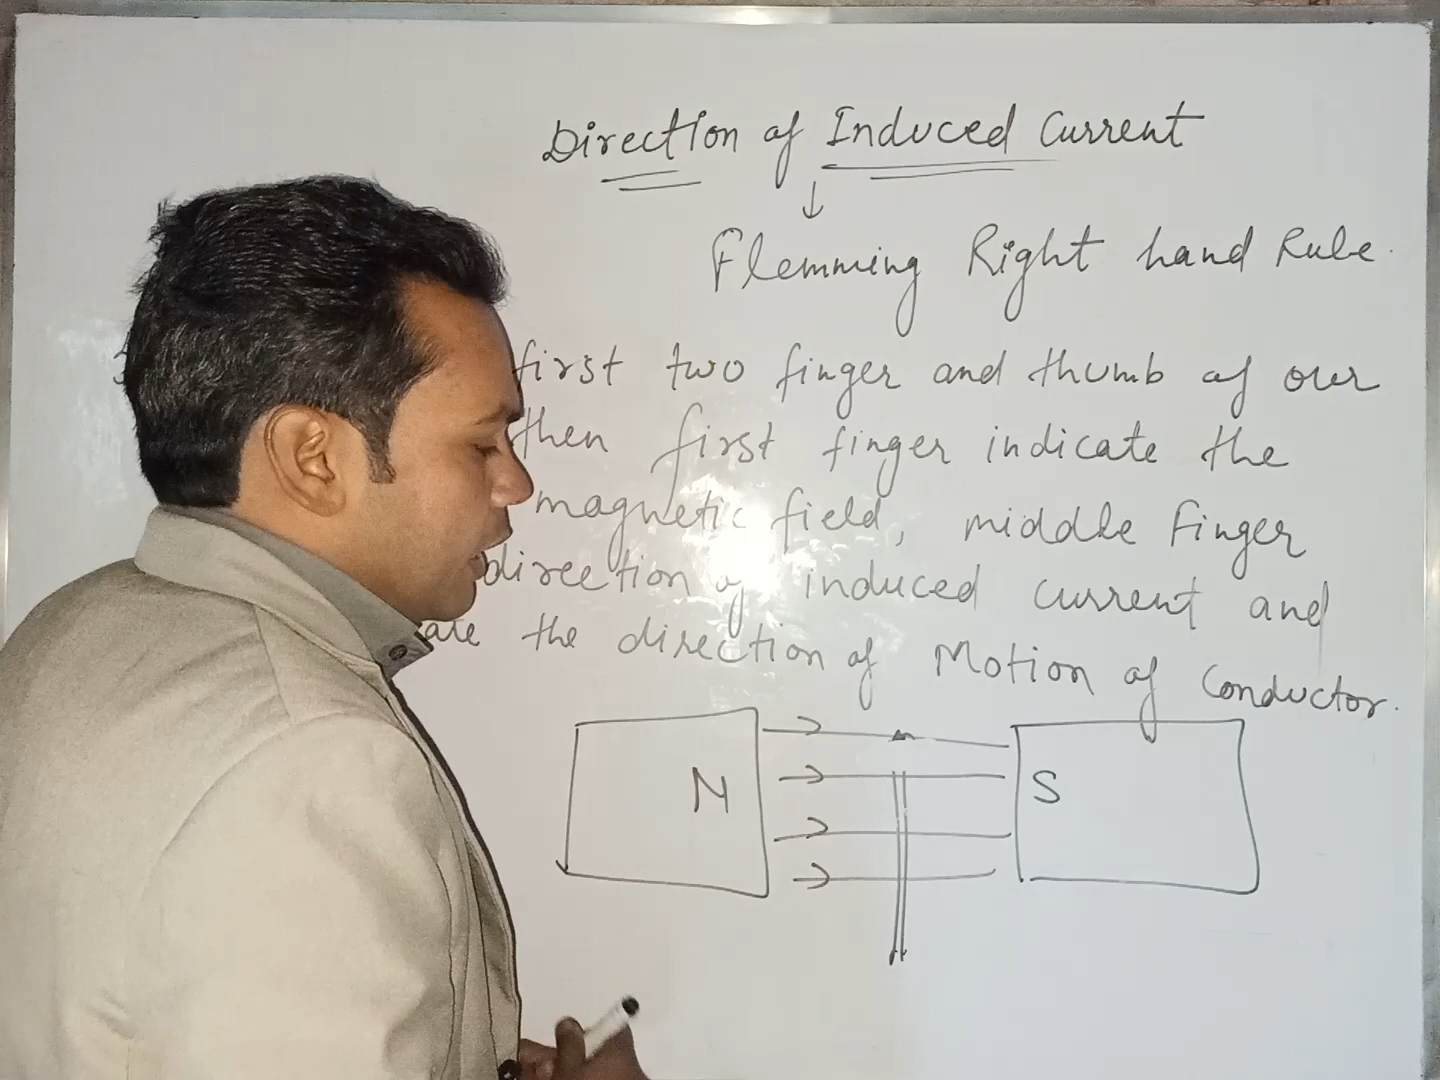 Direction of Induced Current
↓
Flemming Right hand Rule.
first two finger and thumb of our
then first finger indicate the
magnetic field, middle Finger
direction of induced current and
the direction of Motion of Conductor.
N S